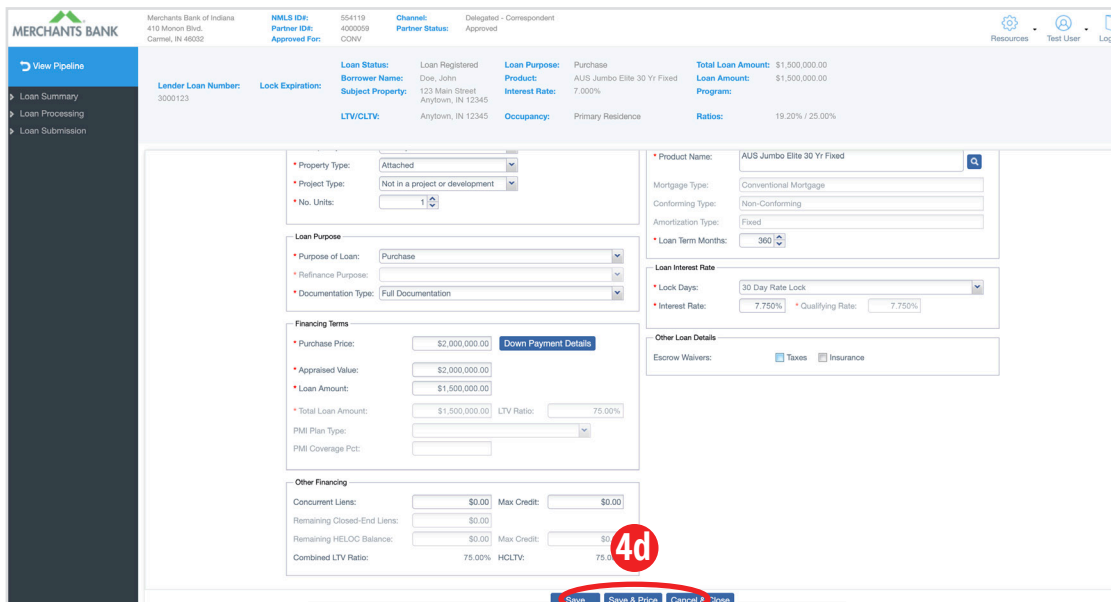 MERCHANTS BANK
Merchants Bank of Indiana
410 Monon Blvd.
Carmel, IN 46032
NMLS ID#: 554119
Partner ID#: 4000059
Approved For: CONV
Channel: Delegated - Correspondent
Partner Status: Approved
Resources
Test User
View Pipeline
Loan Summary
Loan Processing
Loan Submission
Lender Loan Number:
3000123
Lock Expiration:
Loan Status: Loan Registered
Borrower Name: Doe, John
Subject Property: 123 Main Street
Anytown, IN 12345
LTV/CLTV: Anytown, IN 12345
Loan Purpose: Purchase
Product: AUS Jumbo Elite 30 Yr Fixed
Interest Rate: 7.000%
Occupancy: Primary Residence
Total Loan Amount: $1,500,000.00
Loan Amount: $1,500,000.00
Program:
Ratios: 19.20% / 25.00%
* Property Type: Attached
* Project Type: Not in a project or development
* No. Units: 1
Loan Purpose
* Purpose of Loan: Purchase
* Refinance Purpose:
* Documentation Type: Full Documentation
Financing Terms
* Purchase Price: $2,000,000.00 Down Payment Details
* Appraised Value: $2,000,000.00
* Loan Amount: $1,500,000.00
* Total Loan Amount: $1,500,000.00 LTV Ratio: 75.00%
PMI Plan Type:
PMI Coverage Pct:
Other Financing
Concurrent Liens: $0.00 Max Credit: $0.00
Remaining Closed-End Liens: $0.00
Remaining HELOC Balance: $0.00 Max Credit:
Combined LTV Ratio: 75.00% HCLTV:
* Product Name: AUS Jumbo Elite 30 Yr Fixed
Mortgage Type: Conventional Mortgage
Conforming Type: Non-Conforming
Amortization Type: Fixed
* Loan Term Months: 360
Loan Interest Rate
* Lock Days: 30 Day Rate Lock
* Interest Rate: 7.750% * Qualifying Rate: 7.750%
Other Loan Details
Escrow Waivers: Taxes Insurance
4d
Save Save & Price Cancel & Close